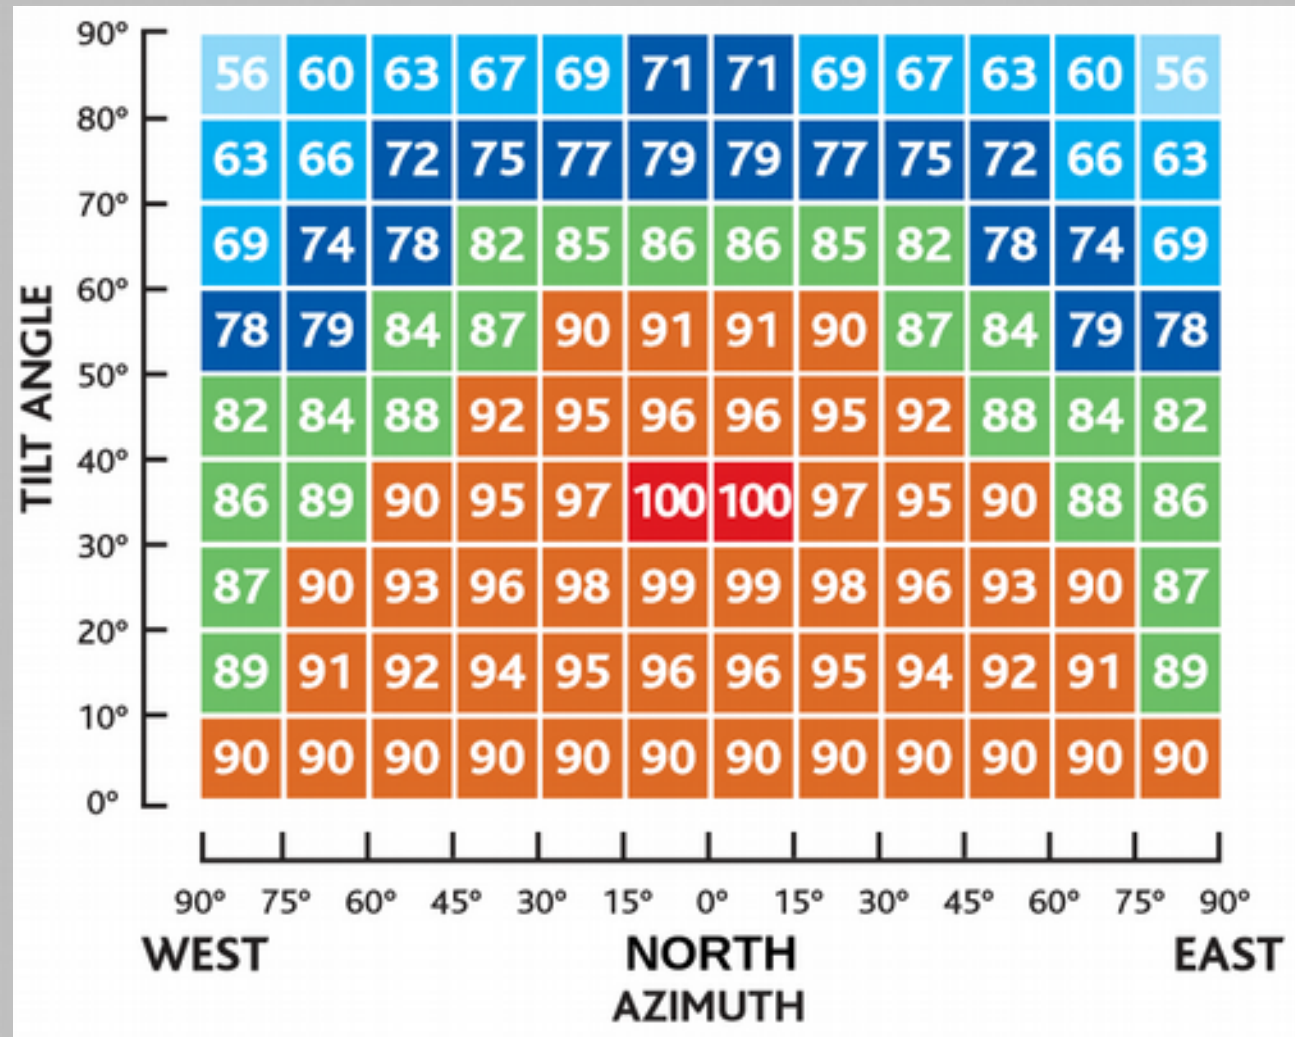 90°
56 60 63 67 69 71 71 69 67 63 60 56
80°
63 66 72 75 77 79 79 77 75 72 66 63
70°
69 74 78 82 85 86 86 85 82 78 74 69
60°
78 79 84 87 90 91 91 90 87 84 79 78
50°
82 84 88 92 95 96 96 95 92 88 84 82
40°
86 89 90 95 97 100 100 97 95 90 88 86
30°
87 90 93 96 98 99 99 98 96 93 90 87
20°
89 91 92 94 95 96 96 95 94 92 91 89
10°
90 90 90 90 90 90 90 90 90 90 90 90
0°
TILT ANGLE
90° 75° 60° 45° 30° 15° 0° 15° 30° 45° 60° 75° 90°
WEST NORTH EAST
AZIMUTH